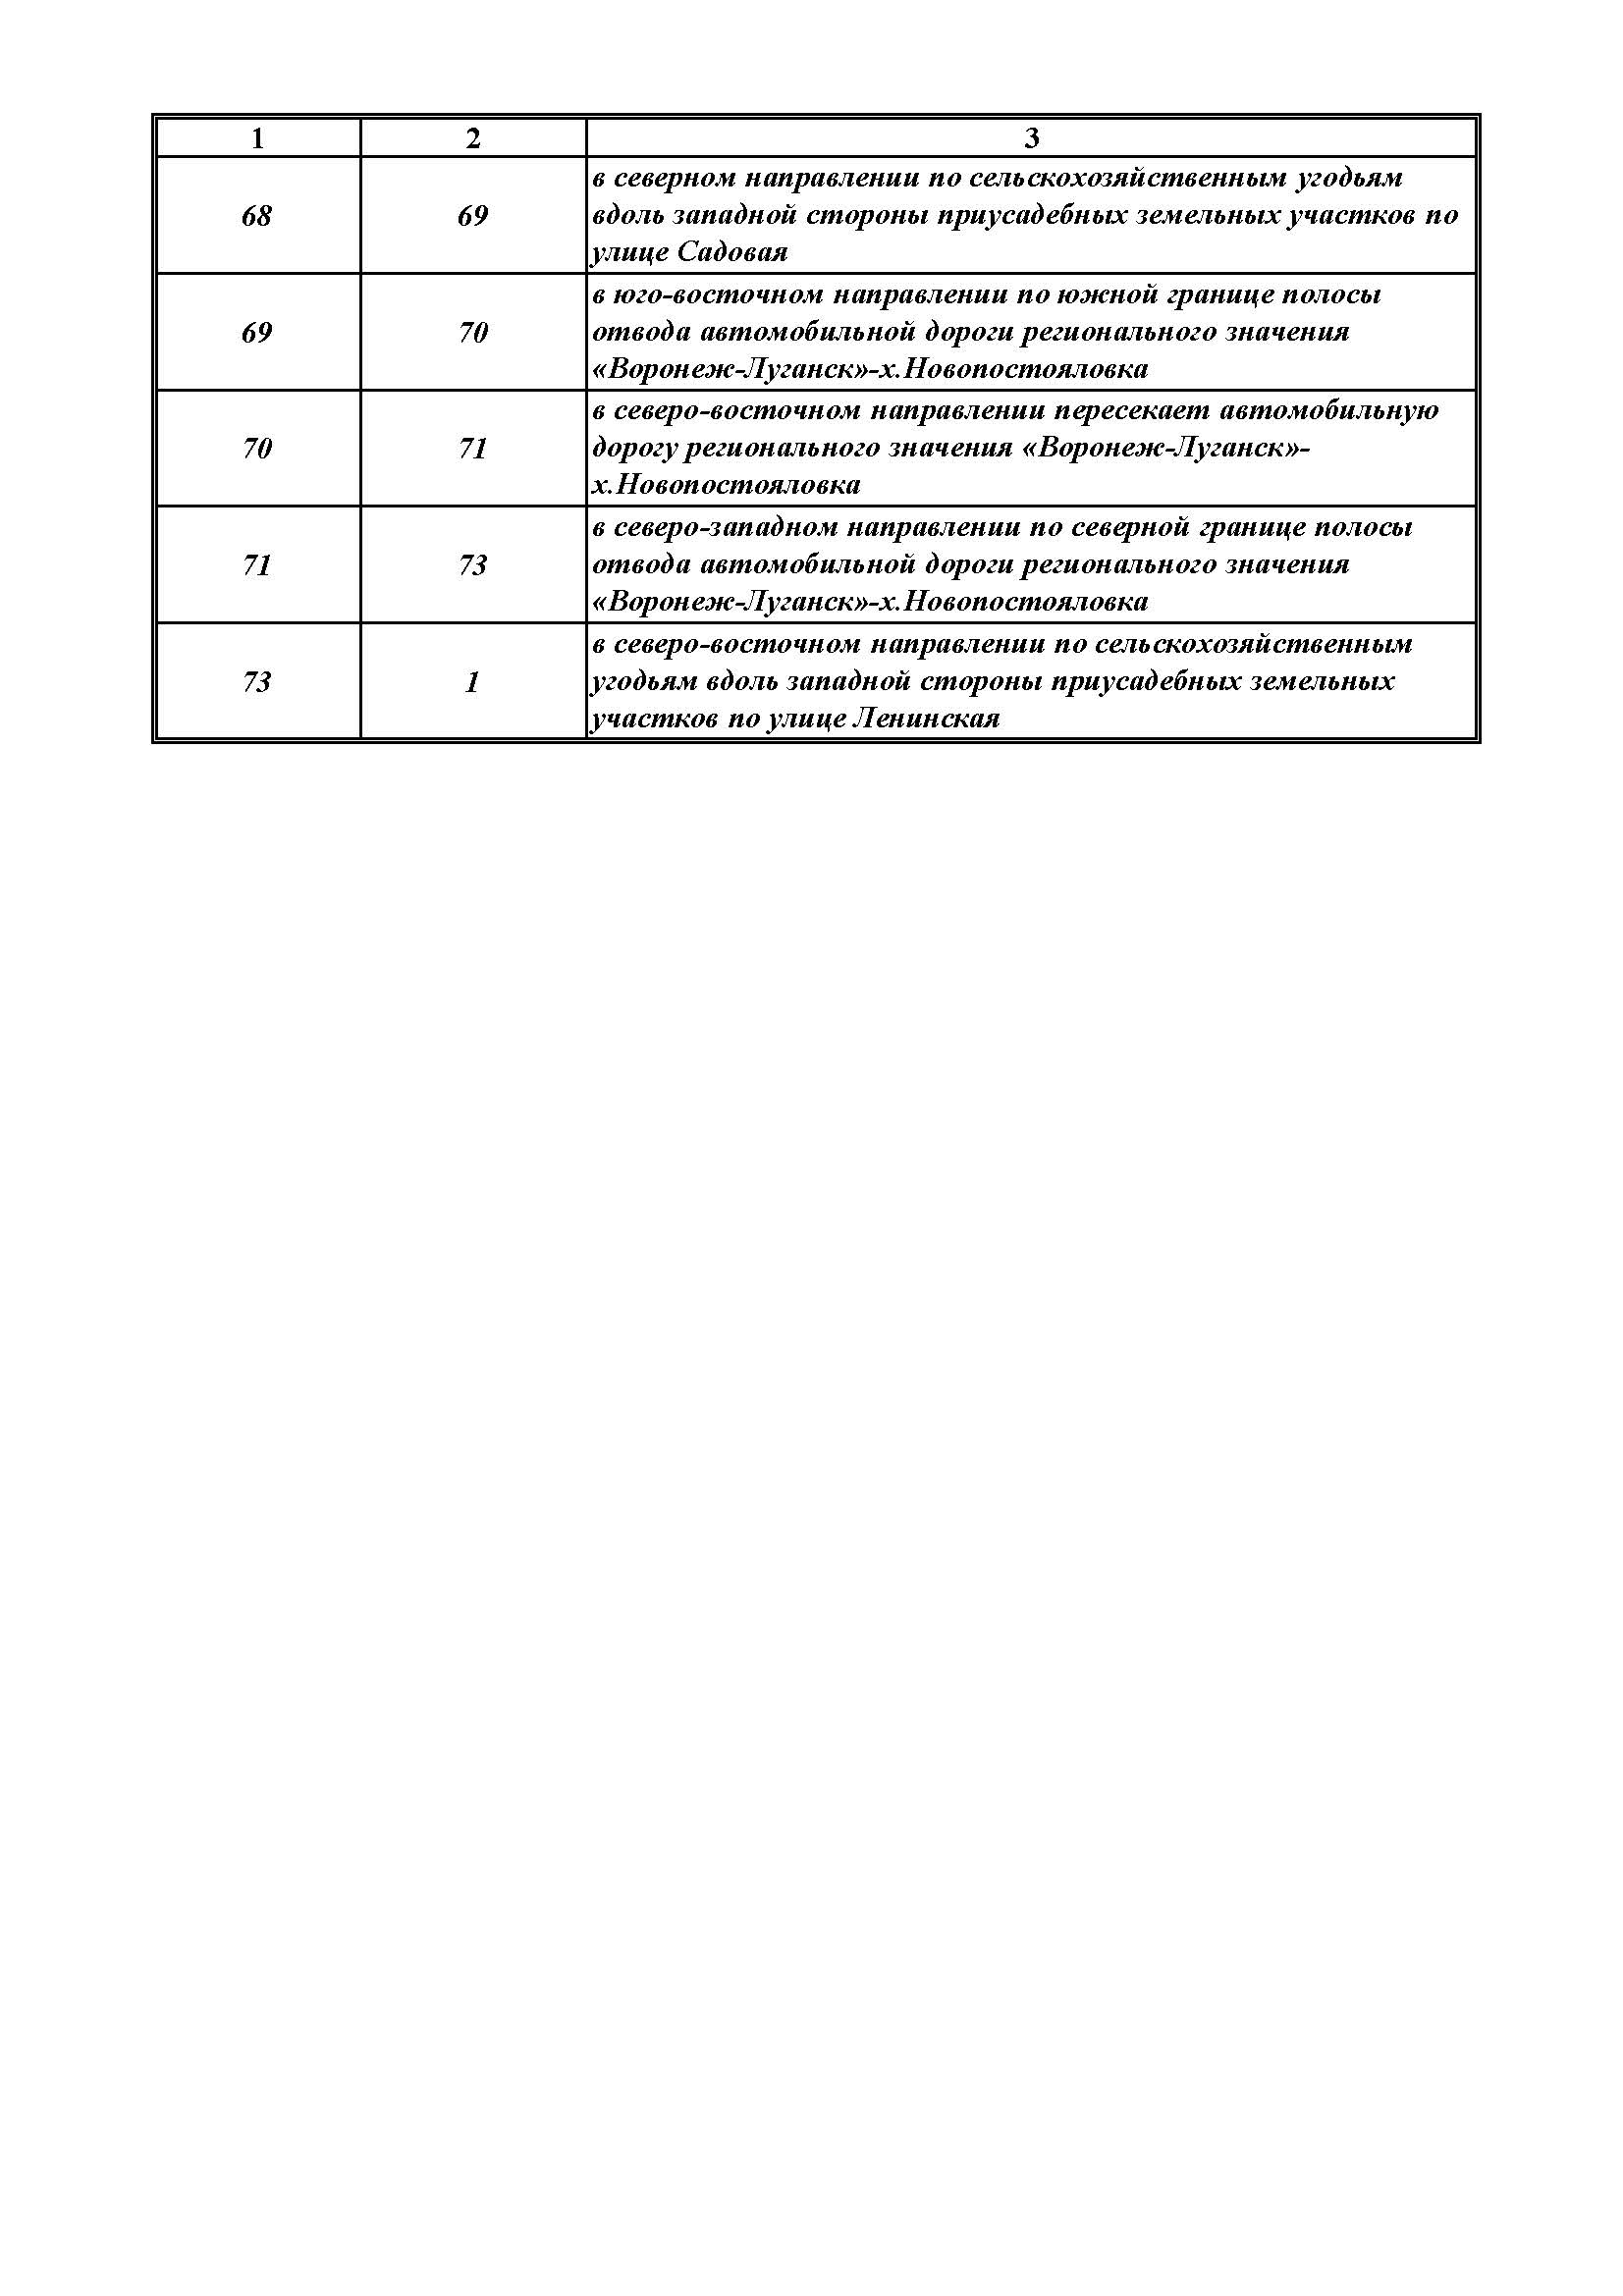 1 2 3
в северном направлении по сельскохозяйственным угодьям
68 69 вдоль западной стороны приусадебных земельных участков по
улице Садовая
в юго-восточном направлении по южной границе полосы
69 70 отвода автомобильной дороги регионального значения
«Воронеж-Луганск»-х.Новопостояловка
в северо-восточном направлении пересекает автомобильную
70 71 дорогу регионального значения «Воронеж-Луганск»-
х.Новопостояловка
в северо-западном направлении по северной границе полосы
71 73 отвода автомобильной дороги регионального значения
«Воронеж-Луганск»-х.Новопостояловка
в северо-восточном направлении по сельскохозяйственным
73 1 угодьям вдоль западной стороны приусадебных земельных
участков по улице Ленинская